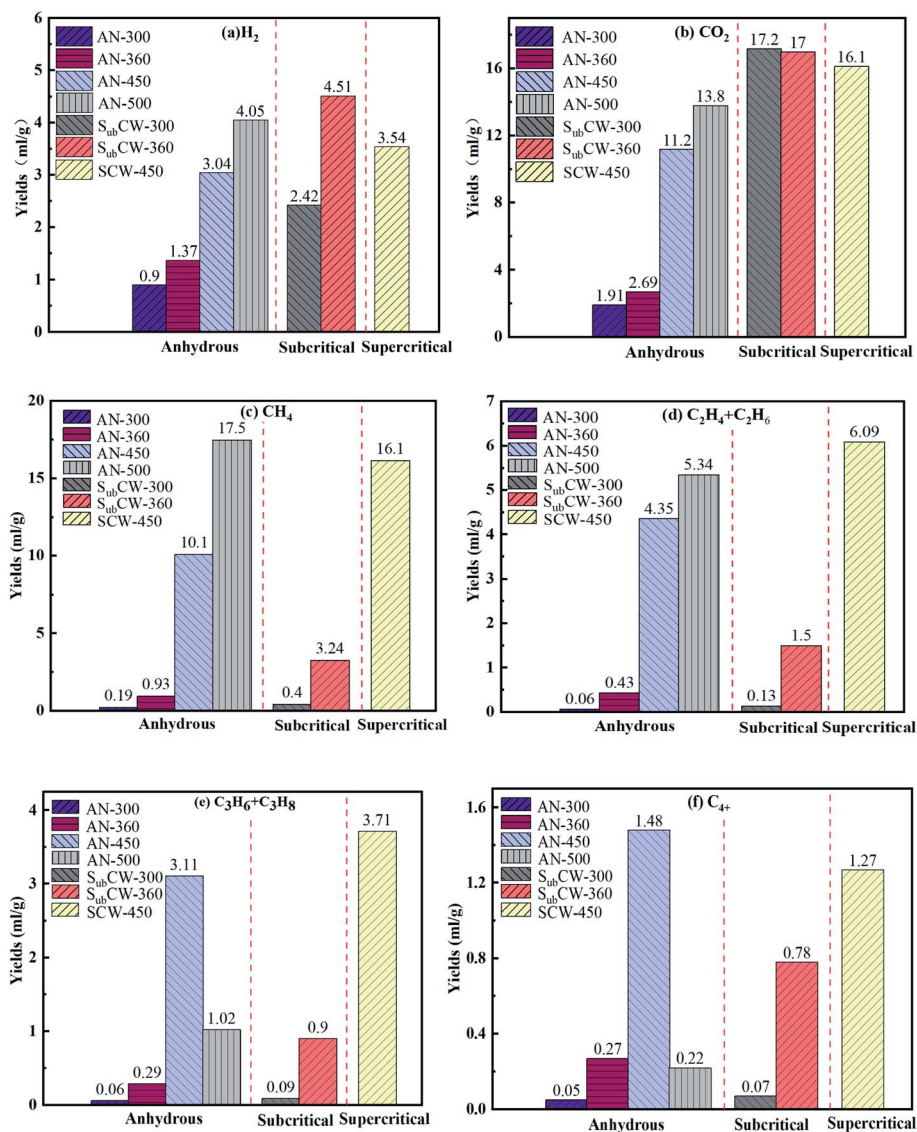 (a)H₂
Yields (ml/g)
6
5
4
3
2
1
0
AN-300
AN-360
AN-450
AN-500
SubCW-300
SubCW-360
SCW-450
0.9
1.37
3.04
4.05
2.42
4.51
3.54
Anhydrous
Subcritical
Supercritical
(b) CO₂
Yields (ml/g)
16
12
8
4
0
AN-300
AN-360
AN-450
AN-500
SubCW-300
SubCW-360
SCW-450
1.91
2.69
11.2
13.8
17.2
17
16.1
Anhydrous
Subcritical
Supercritical
(c) CH₄
Yields (ml/g)
20
15
10
5
0
AN-300
AN-360
AN-450
AN-500
SubCW-300
SubCW-360
SCW-450
0.19
0.93
10.1
17.5
0.4
3.24
16.1
Anhydrous
Subcritical
Supercritical
(d) C₂H₄+C₂H₆
Yields (ml/g)
7
6
5
4
3
2
1
0
AN-300
AN-360
AN-450
AN-500
SubCW-300
SubCW-360
SCW-450
0.06
0.43
4.35
5.34
0.13
1.5
6.09
Anhydrous
Subcritical
Supercritical
(e) C₃H₆+C₃H₈
Yields (ml/g)
4
3
2
1
0
AN-300
AN-360
AN-450
AN-500
SubCW-300
SubCW-360
SCW-450
0.06
0.29
3.11
1.02
0.09
0.9
3.71
Anhydrous
Subcritical
Supercritical
(f) C₄₊
Yields (ml/g)
1.6
1.2
0.8
0.4
0.0
AN-300
AN-360
AN-450
AN-500
SubCW-300
SubCW-360
SCW-450
0.05
0.27
1.48
0.22
0.07
0.78
1.27
Anhydrous
Subcritical
Supercritical